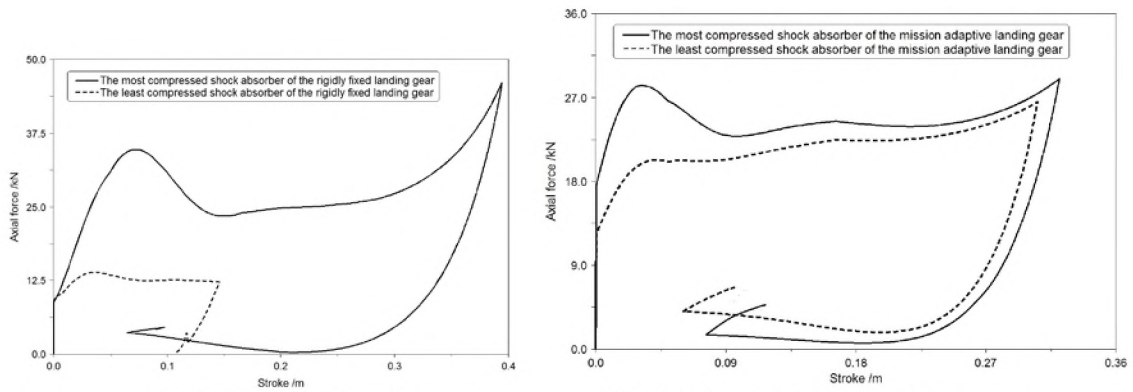 50.0
37.5
25.0
12.5
0.0
Axial force /kN
The most compressed shock absorber of the rigidly fixed landing gear
The least compressed shock absorber of the rigidly fixed landing gear
0.0
0.1
0.2
0.3
0.4
Stroke /m
36.0
27.0
18.0
9.0
0.0
Axial force /kN
The most compressed shock absorber of the mission adaptive landing gear
The least compressed shock absorber of the mission adaptive landing gear
0.0
0.09
0.18
0.27
0.36
Stroke /m